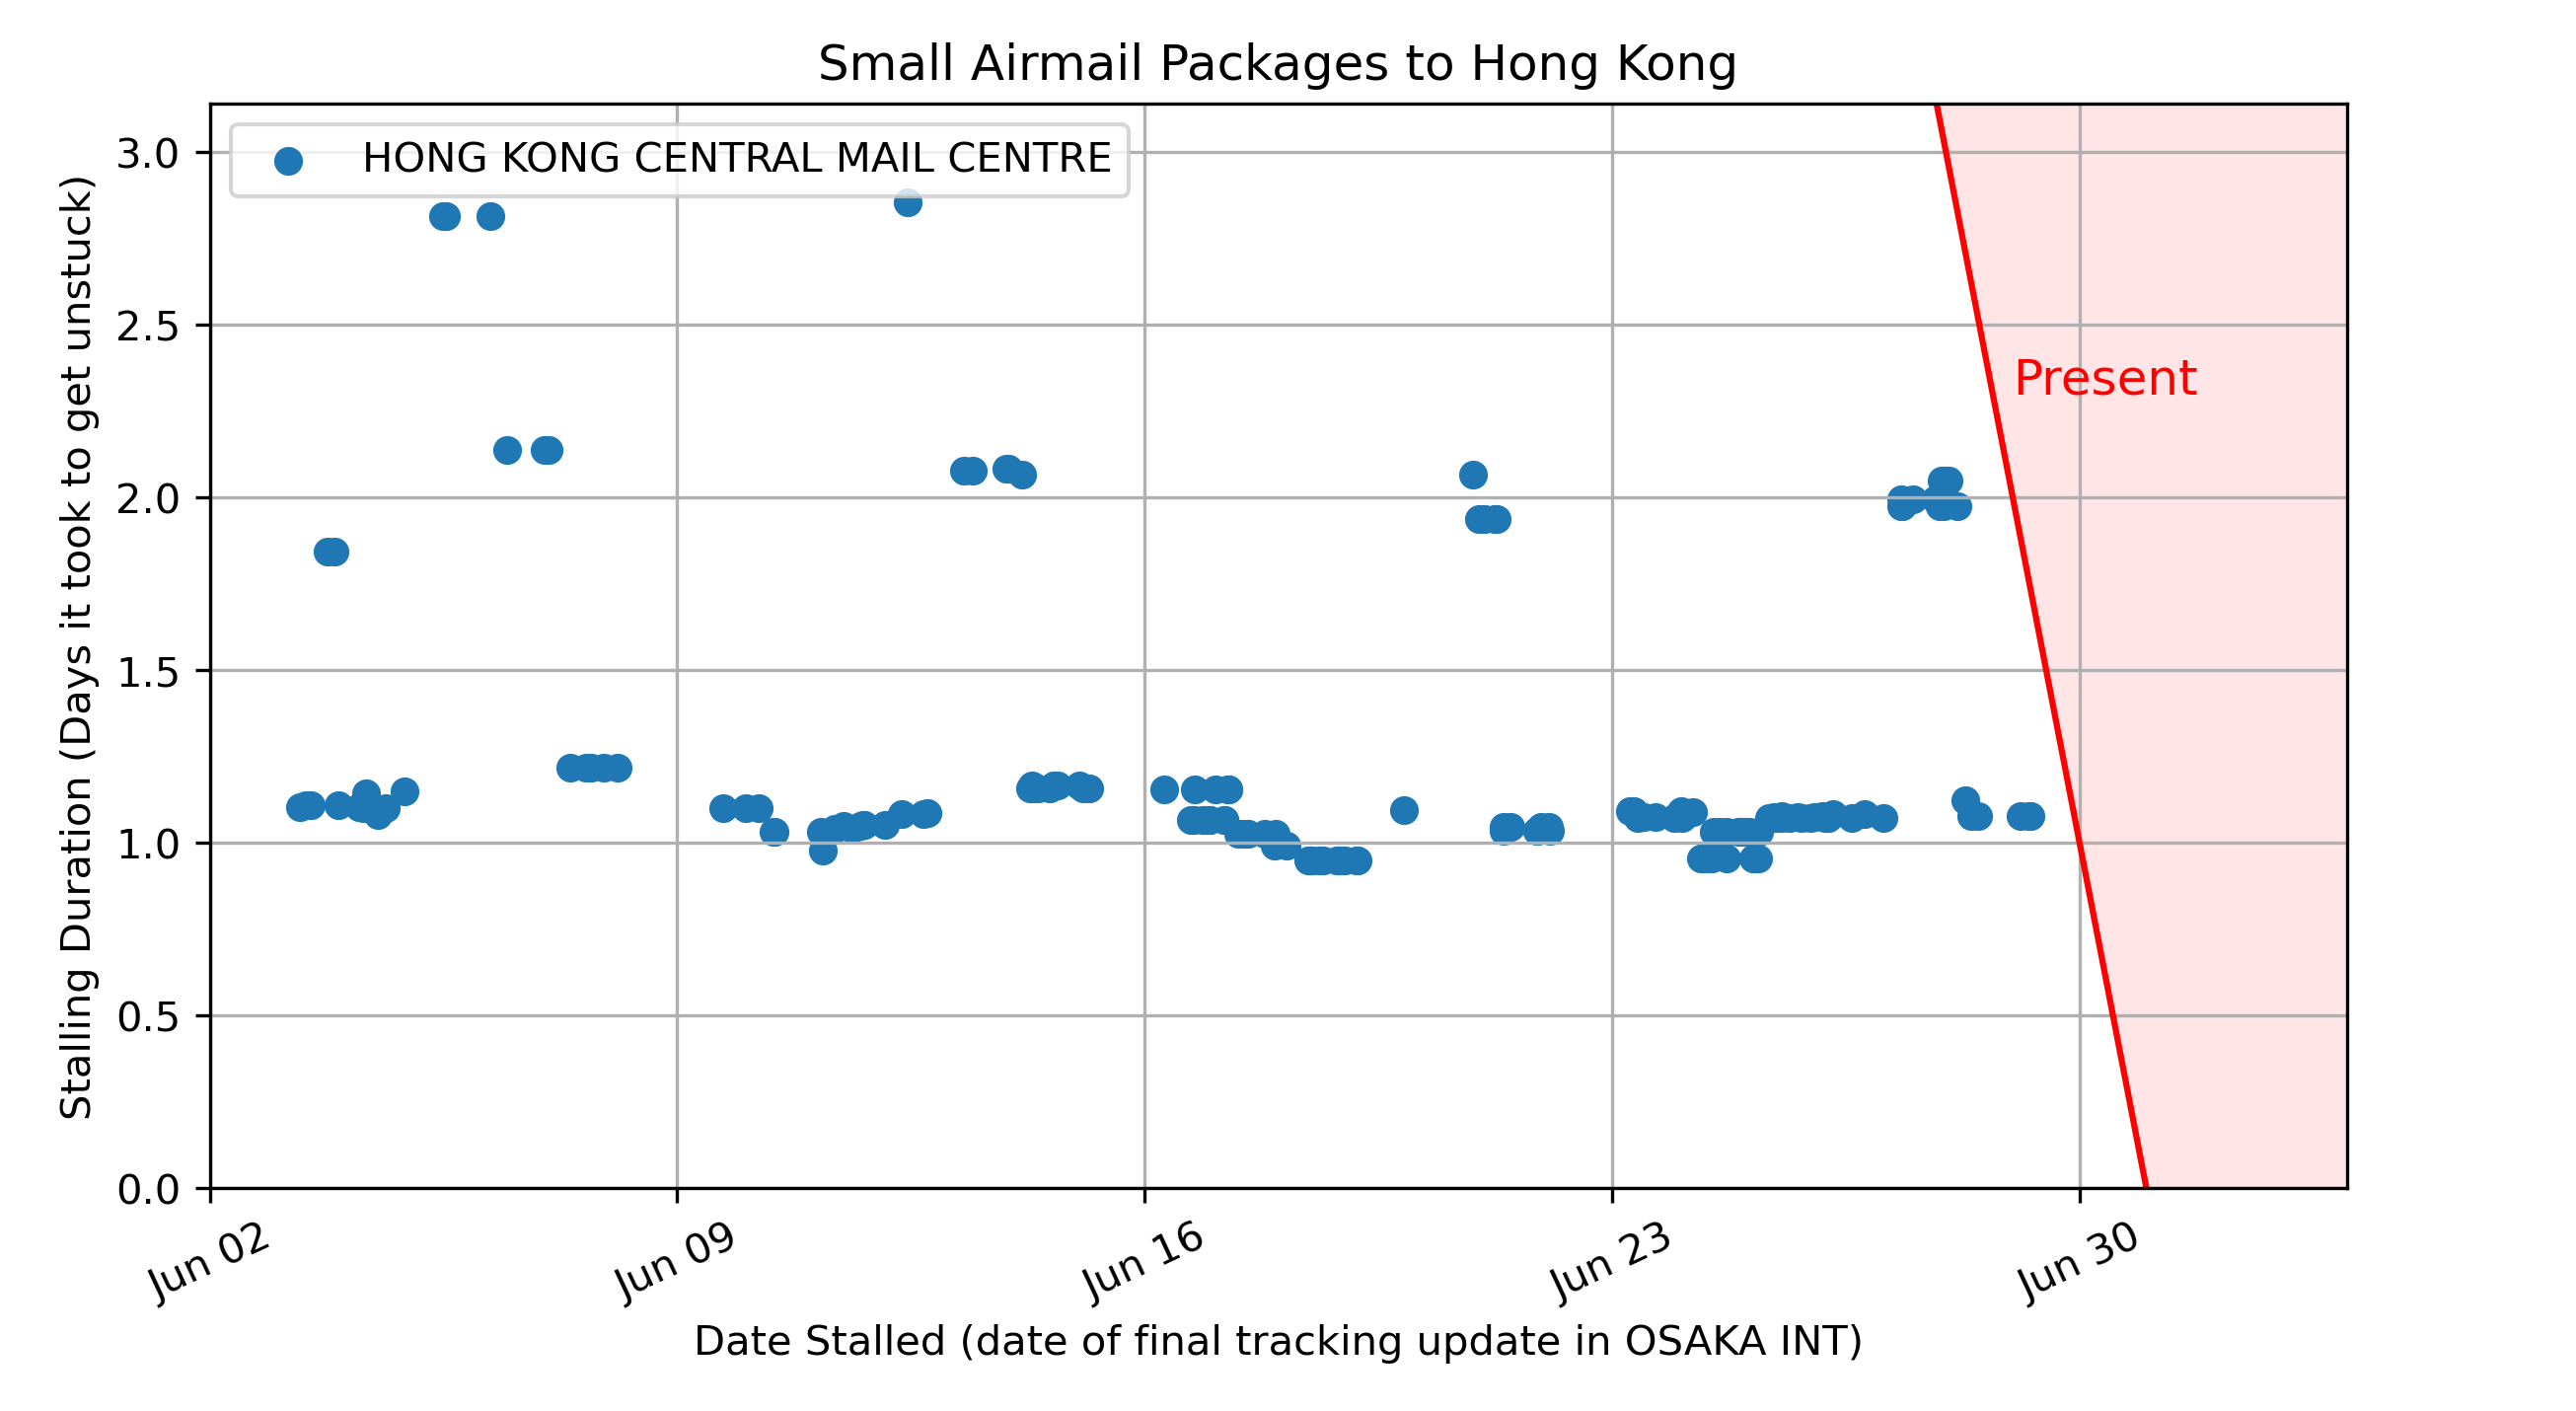 Small Airmail Packages to Hong Kong
HONG KONG CENTRAL MAIL CENTRE
Present
Stalling Duration (Days it took to get unstuck)
3.0
2.5
2.0
1.5
1.0
0.5
0.0
Jun 02
Jun 09
Jun 16
Jun 23
Jun 30
Date Stalled (date of final tracking update in OSAKA INT)